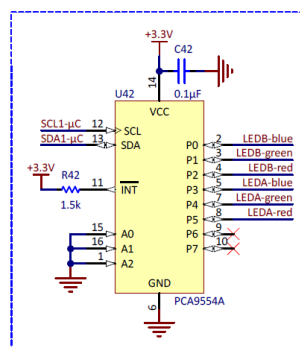 +3.3V
C42
0.1µF
14
U42
VCC
SCL1-µC 12 SCL
SDA1-µC 13 SDA
P0 2 LEDB-blue
P1 3 LEDB-green
P2 4 LEDB-red
P3 5 LEDA-blue
P4 7 LEDA-green
P5 8 LEDA-red
P6 9
P7 10
+3.3V
R42
1.5k
11 INT
15 A0
16 A1
1 A2
GND
6
PCA9554A